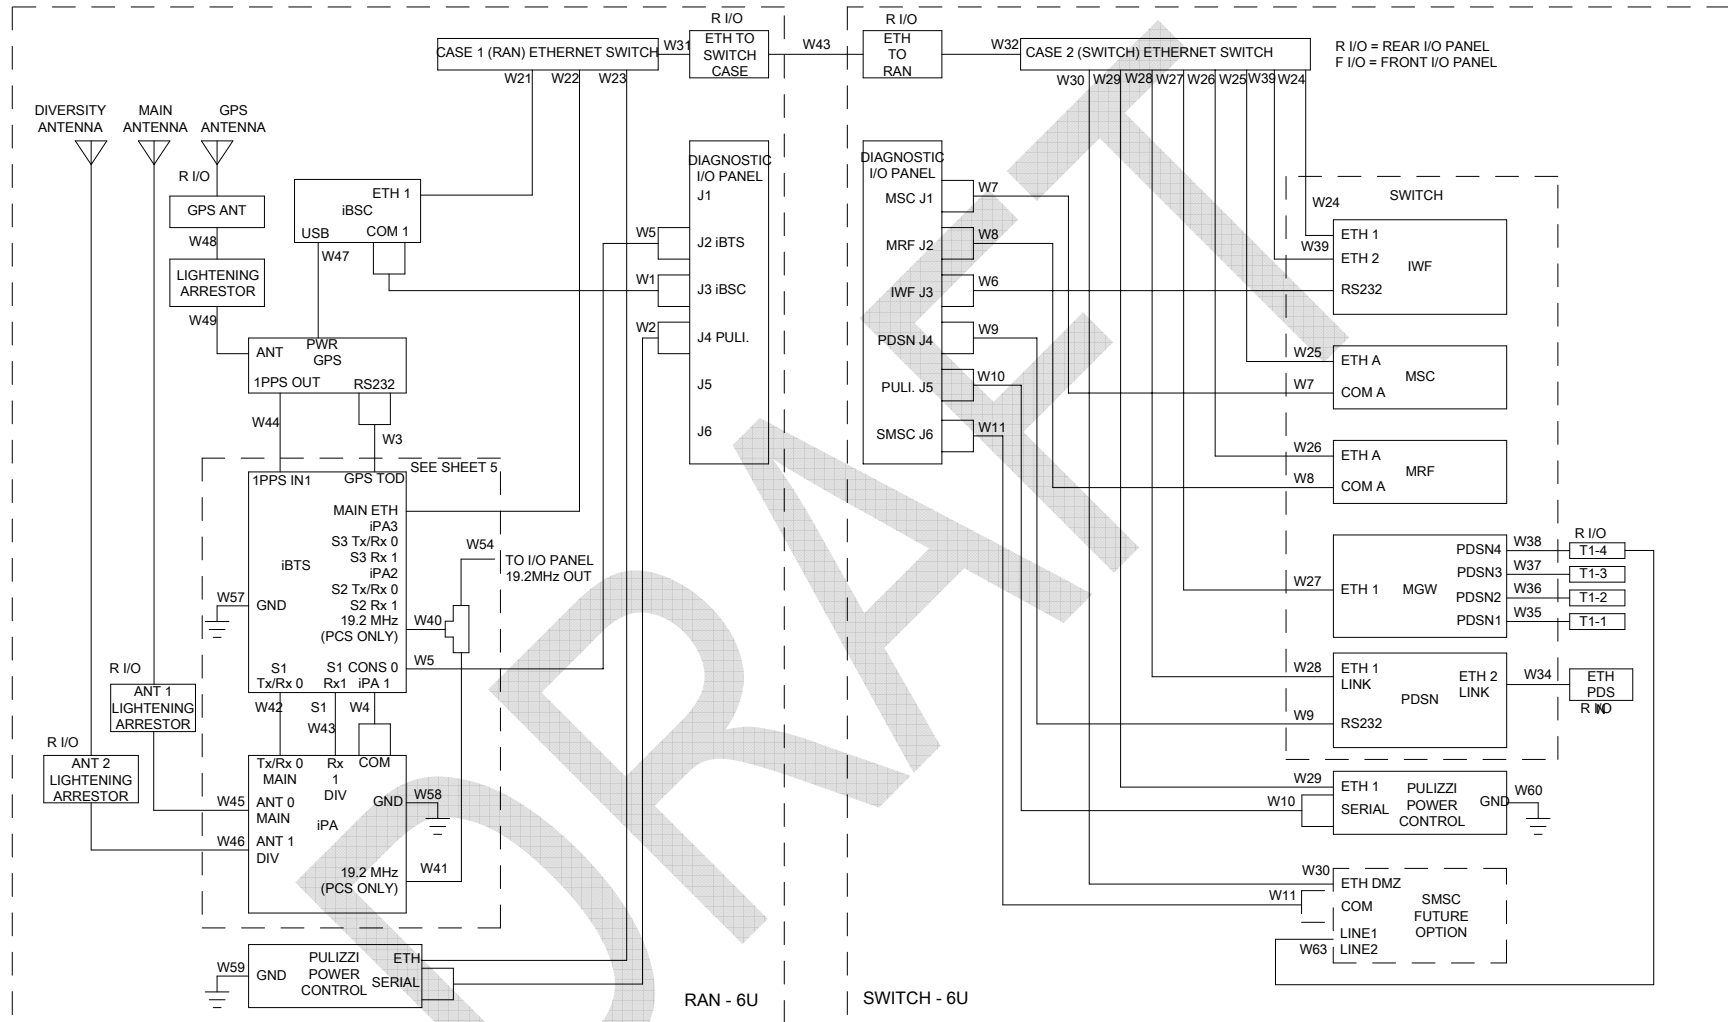 R I/O
R I/O
CASE 1 (RAN) ETHERNET SWITCH
W31
ETH TO
SWITCH
CASE
W43
ETH
TO
RAN
W32
CASE 2 (SWITCH) ETHERNET SWITCH
R I/O = REAR I/O PANEL
F I/O = FRONT I/O PANEL
W21
W22
W23
W30
W29
W28
W27
W26
W25
W39
W24
DIVERSITY
ANTENNA
MAIN
ANTENNA
GPS
ANTENNA
R I/O
GPS ANT
W48
LIGHTENING
ARRESTOR
W49
ETH 1
iBSC
USB
COM 1
W47
ANT
PWR
GPS
1PPS OUT
RS232
W44
W3
DIAGNOSTIC
I/O PANEL
J1
W5
J2 iBTS
W1
J3 iBSC
W2
J4 PULI.
J5
J6
SEE SHEET 5
1PPS IN1
GPS TOD
MAIN ETH
iPA3
S3 Tx/Rx 0
S3 Rx 1
iPA2
S2 Tx/Rx 0
S2 Rx 1
19.2 MHz
(PCS ONLY)
iBTS
W57
GND
W54
TO I/O PANEL
19.2MHz OUT
W40
W5
S1
Tx/Rx 0
S1 CONS 0
Rx1
iPA 1
W42
S1
W43
W4
R I/O
ANT 1
LIGHTENING
ARRESTOR
R I/O
ANT 2
LIGHTENING
ARRESTOR
Tx/Rx 0
MAIN
Rx
1
DIV
COM
W45
ANT 0
MAIN
iPA
GND
W58
W46
ANT 1
DIV
19.2 MHz
(PCS ONLY)
W41
W59
GND
PULIZZI
POWER
CONTROL
ETH
SERIAL
RAN - 6U
DIAGNOSTIC
I/O PANEL
MSC J1
W7
MRF J2
W8
IWF J3
W6
PDSN J4
W9
PULI. J5
W10
SMSC J6
W11
SWITCH
W24
W39
ETH 1
ETH 2
IWF
RS232
W25
ETH A
MSC
W7
COM A
W26
ETH A
MRF
W8
COM A
W27
ETH 1
MGW
PDSN4
PDSN3
PDSN2
PDSN1
W38
W37
W36
W35
R I/O
T1-4
T1-3
T1-2
T1-1
W28
ETH 1
LINK
PDSN
ETH 2
LINK
W34
ETH
PDS
N
R I/O
W9
RS232
W29
ETH 1
W10
SERIAL
PULIZZI
POWER
CONTROL
GND
W60
W30
ETH DMZ
W11
COM
SMSC
FUTURE
OPTION
LINE1
W63
LINE2
SWITCH - 6U
DRAFT